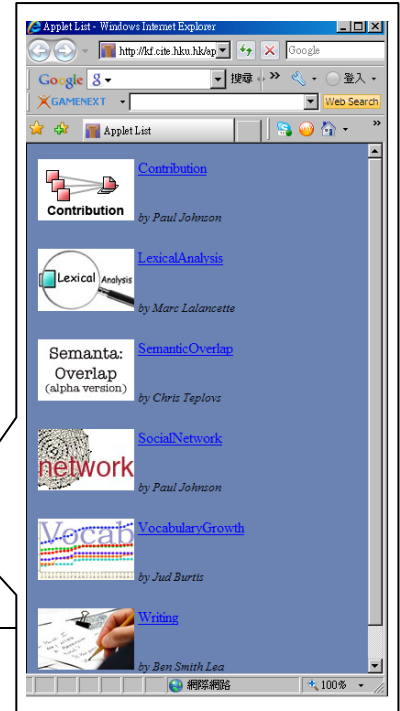 Applet List - Windows Internet Explorer
http://kf.cite.hku.hk/ap
Google
Google
搜尋
»
登入
GAMENEXT
Web Search
Applet List
»
Contribution
Contribution
by Paul Johnson
Lexical Analysis
LexicalAnalysis
by Marc Lalancette
Semanta:
Overlap
(alpha version)
SemanticOverlap
by Chris Teplovs
network
SocialNetwork
by Paul Johnson
Vocab
VocabularyGrowth
by Jud Burtis
Writing
by Ben Smith Lea
網際網路
100%